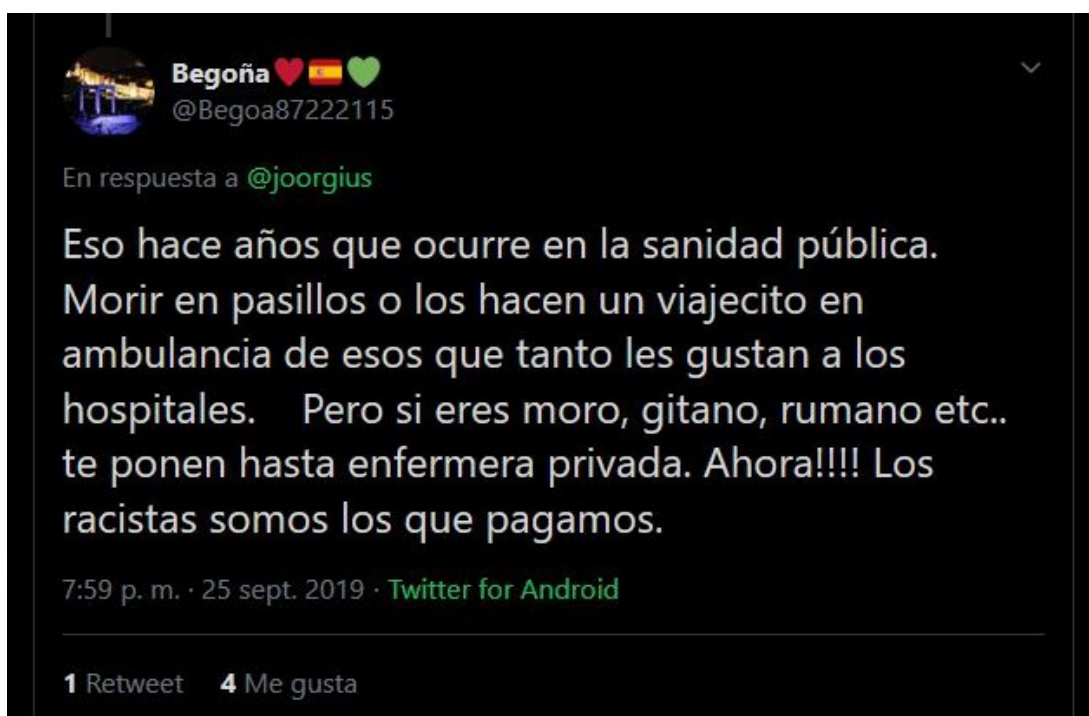 Begoña❤️🇪🇸💚
@Begoa87222115
En respuesta a @joorgius
Eso hace años que ocurre en la sanidad pública.
Morir en pasillos o los hacen un viajecito en
ambulancia de esos que tanto les gustan a los
hospitales.    Pero si eres moro, gitano, rumano etc..
te ponen hasta enfermera privada. Ahora!!!! Los
racistas somos los que pagamos.
7:59 p. m. · 25 sept. 2019 · Twitter for Android
1 Retweet    4 Me gusta